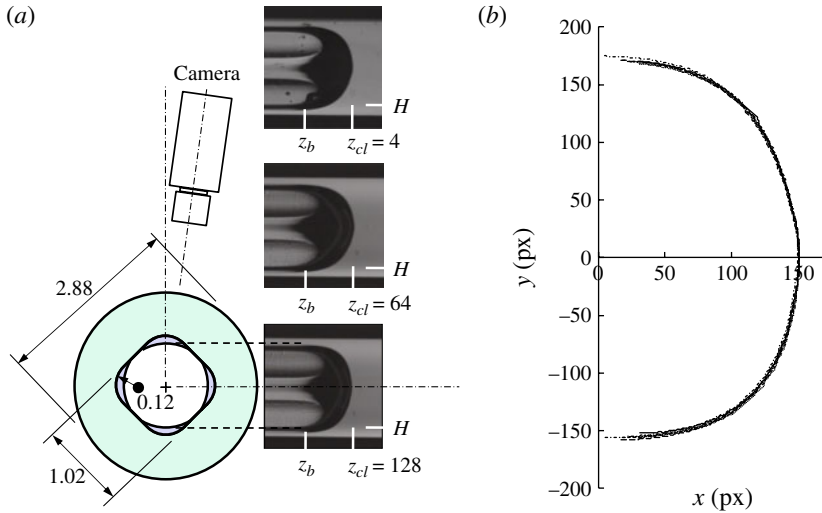 (a)
Camera
H
z_b
z_cl = 4
H
z_b
z_cl = 64
2.88
0.12
1.02
H
z_b
z_cl = 128
(b)
200
150
100
50
0
−50
−100
−150
−200
0
50
100
150
y (px)
x (px)